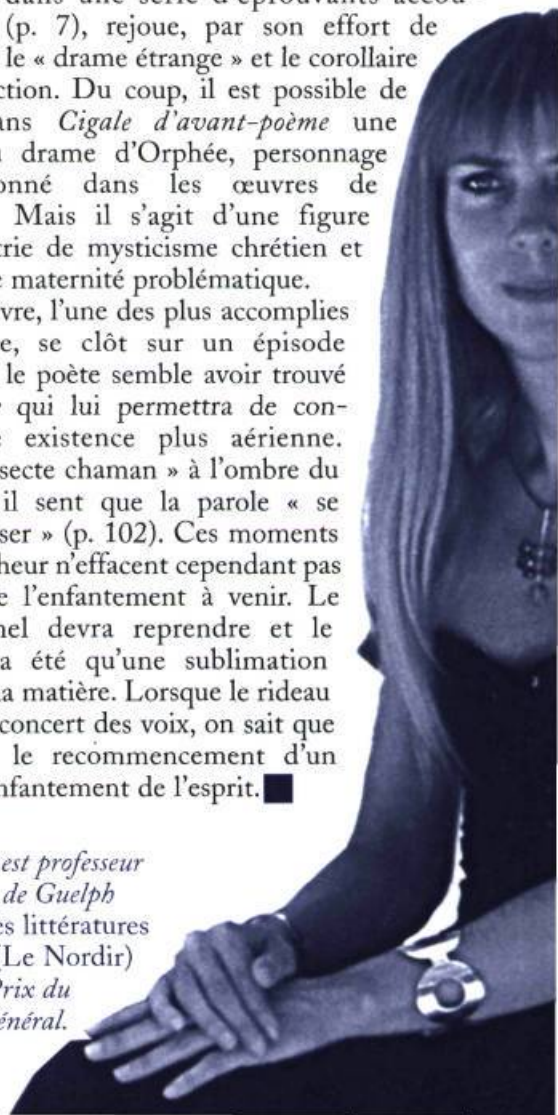 dans une série d'éprouvants accou-
(p. 7), rejoue, par son effort de
le « drame étrange » et le corollaire
ction. Du coup, il est possible de
ans Cigale d'avant-poème une
drame d'Orphée, personnage
onné dans les œuvres de
Mais il s'agit d'une figure
trie de mysticisme chrétien et
e maternité problématique.
vre, l'une des plus accomplies
e, se clôt sur un épisode
le poète semble avoir trouvé
qui lui permettra de con-
e existence plus aérienne.
secte chaman » à l'ombre du
il sent que la parole « se
ser » (p. 102). Ces moments
heur n'effacent cependant pas
e l'enfantement à venir. Le
nel devra reprendre et le
a été qu'une sublimation
la matière. Lorsque le rideau
concert des voix, on sait que
le recommencement d'un
nfantement de l'esprit.
est professeur
de Guelph
es littératures
(Le Nordir)
Prix du
énéral.